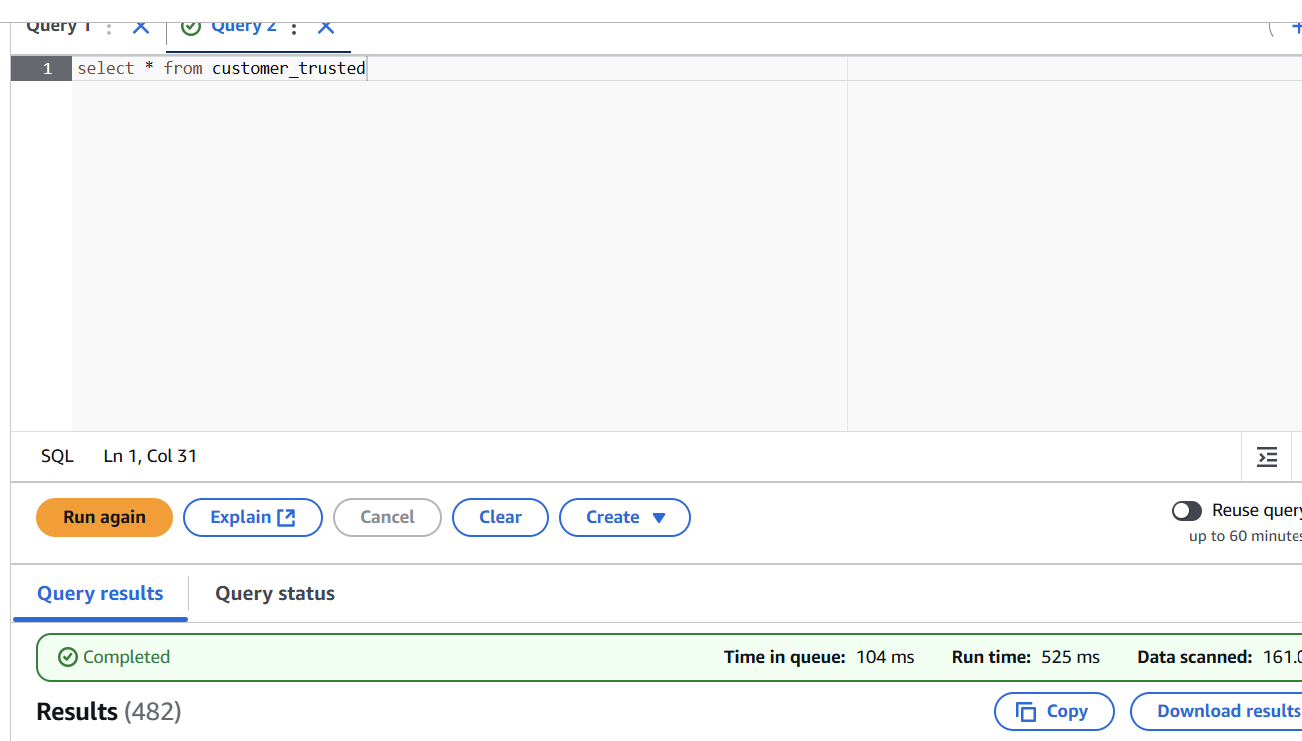 Query 1 Query 2
1 select * from customer_trusted
SQL Ln 1, Col 31
Run again Explain Cancel Clear Create Reuse query
up to 60 minutes
Query results Query status
Completed Time in queue: 104 ms Run time: 525 ms Data scanned: 161.0
Results (482) Copy Download results